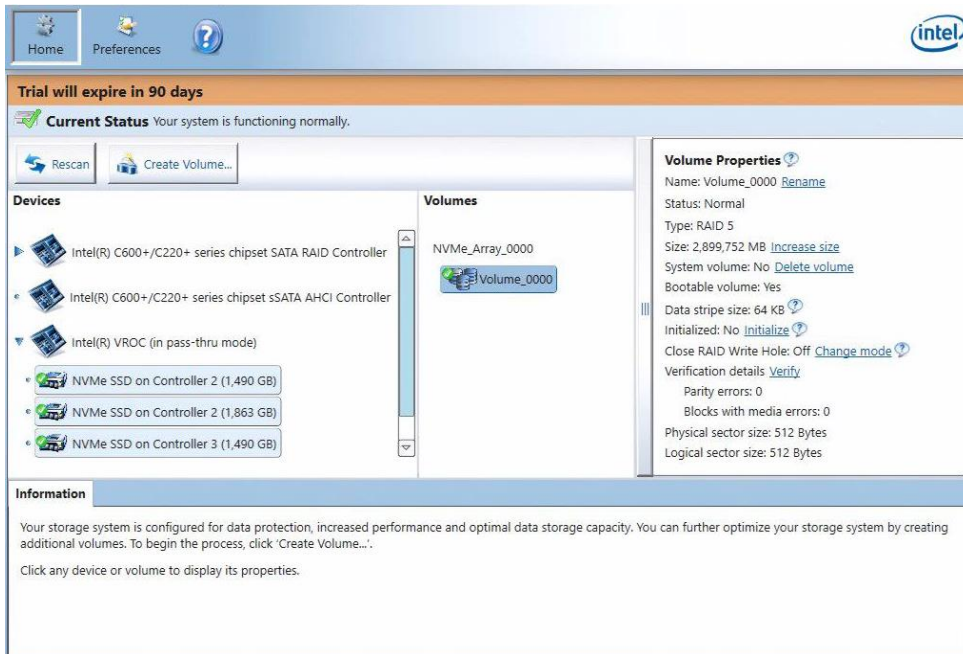 Home
Preferences
?
intel
Trial will expire in 90 days
Current Status Your system is functioning normally.
Rescan
Create Volume...
Devices
Intel(R) C600+/C220+ series chipset SATA RAID Controller
Intel(R) C600+/C220+ series chipset sSATA AHCI Controller
Intel(R) VROC (in pass-thru mode)
NVMe SSD on Controller 2 (1,490 GB)
NVMe SSD on Controller 2 (1,863 GB)
NVMe SSD on Controller 3 (1,490 GB)
Volumes
NVMe_Array_0000
Volume_0000
Volume Properties ?
Name: Volume_0000 Rename
Status: Normal
Type: RAID 5
Size: 2,899,752 MB Increase size
System volume: No Delete volume
Bootable volume: Yes
Data stripe size: 64 KB ?
Initialized: No Initialize ?
Close RAID Write Hole: Off Change mode ?
Verification details Verify
Parity errors: 0
Blocks with media errors: 0
Physical sector size: 512 Bytes
Logical sector size: 512 Bytes
Information
Your storage system is configured for data protection, increased performance and optimal data storage capacity. You can further optimize your storage system by creating
additional volumes. To begin the process, click 'Create Volume...'.
Click any device or volume to display its properties.